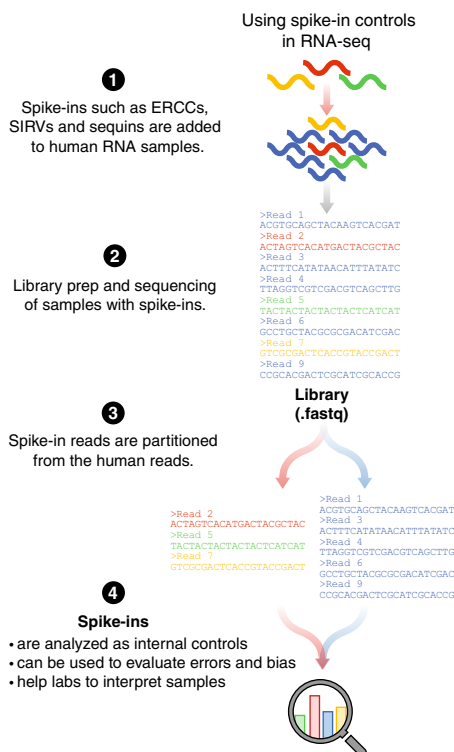 Using spike-in controls
in RNA-seq
1
Spike-ins such as ERCCs,
SIRVs and sequins are added
to human RNA samples.
>Read 1
ACGTGCAGCTACAAGTCACGAT
>Read 2
ACTAGTCACATGACTACGCTAC
>Read 3
ACTTTCATATAACATTTATATC
>Read 4
TTAGGTCGTCGACGTCAGCTTG
>Read 5
TACTACTACTACTACTCATCAT
>Read 6
GCCTGCTACGCGCGACATCGAC
>Read 7
GTCGCGACTCACCGTACCGACT
>Read 9
CCGCACGACTCGCATCGCACCG
2
Library prep and sequencing
of samples with spike-ins.
Library
(.fastq)
3
Spike-in reads are partitioned
from the human reads.
>Read 2
ACTAGTCACATGACTACGCTAC
>Read 5
TACTACTACTACTACTCATCAT
>Read 7
GTCGCGACTCACCGTACCGACT
>Read 1
ACGTGCAGCTACAAGTCACGAT
>Read 3
ACTTTCATATAACATTTATATC
>Read 4
TTAGGTCGTCGACGTCAGCTTG
>Read 6
GCCTGCTACGCGCGACATCGAC
>Read 9
CCGCACGACTCGCATCGCACCG
4
Spike-ins
• are analyzed as internal controls
• can be used to evaluate errors and bias
• help labs to interpret samples